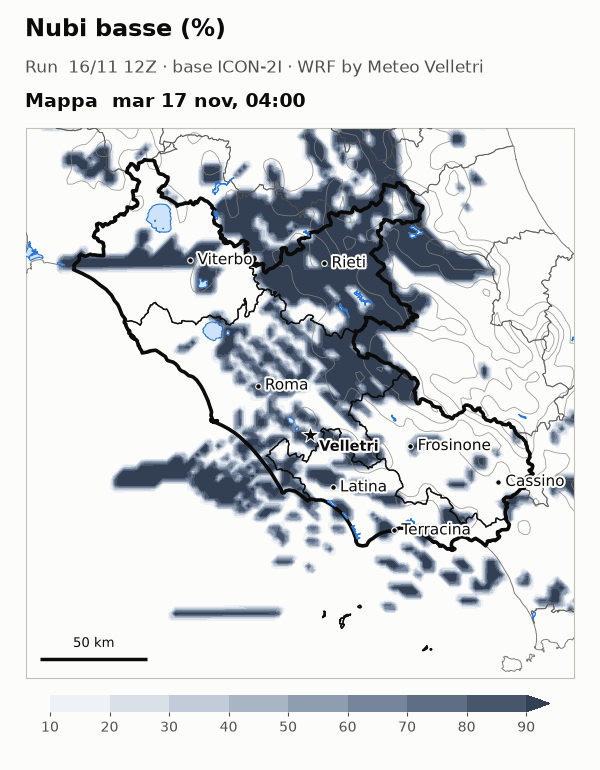 Nubi basse (%)
Run  16/11 12Z · base ICON-2I · WRF by Meteo Velletri
Mappa  mar 17 nov, 04:00
Viterbo
Rieti
Roma
Velletri
Frosinone
Cassino
Latina
Terracina
50 km
10 20 30 40 50 60 70 80 90